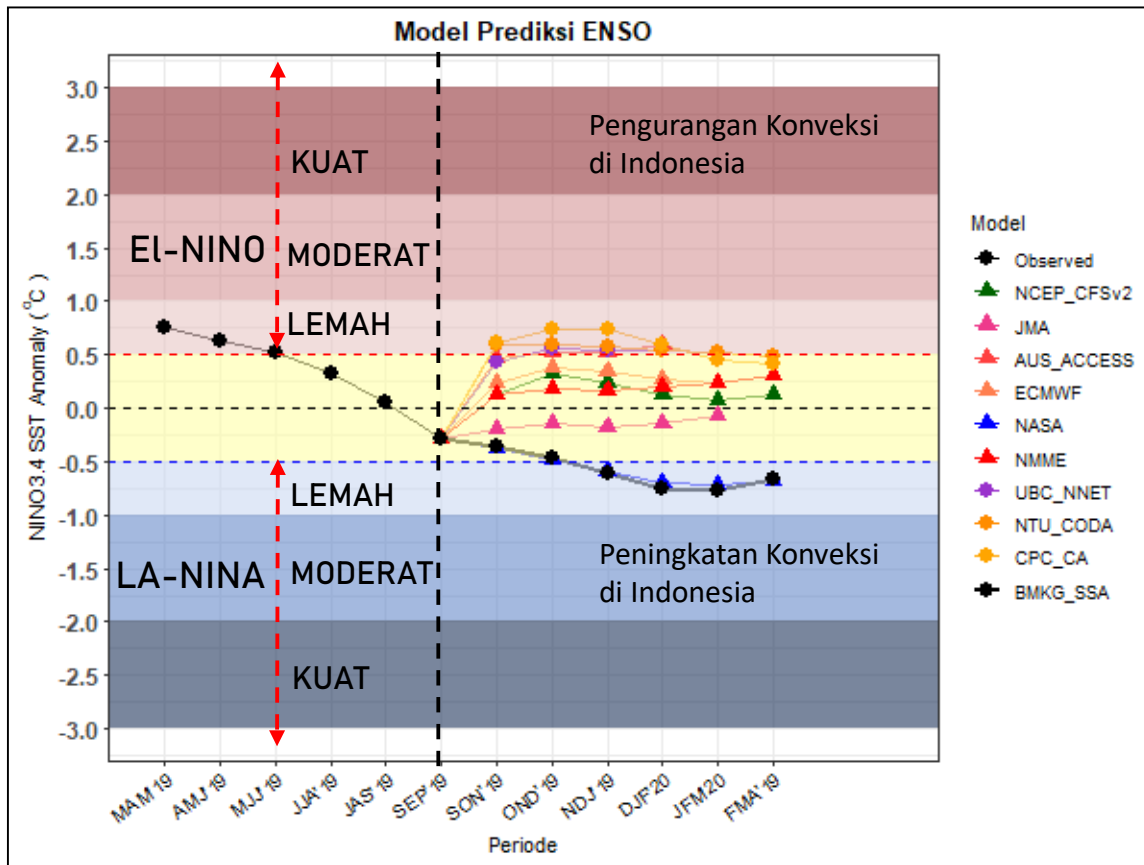 Model Prediksi ENSO
NINO3.4 SST Anomaly (°C)
3.0
2.5
2.0
1.5
1.0
0.5
0.0
-0.5
-1.0
-1.5
-2.0
-2.5
-3.0
Pengurangan Konveksi
di Indonesia
KUAT
El-NINO
MODERAT
LEMAH
LEMAH
LA-NINA
MODERAT
KUAT
Peningkatan Konveksi
di Indonesia
MAM'19
AMJ'19
MJJ'19
JJA'19
JAS'19
SEP'19
SON'19
OND'19
NDJ'19
DJF'20
JFM'20
FMA'19
Periode
Model
Observed
NCEP_CFSv2
JMA
AUS_ACCESS
ECMWF
NASA
NMME
UBC_NNET
NTU_CODA
CPC_CA
BMKG_SSA